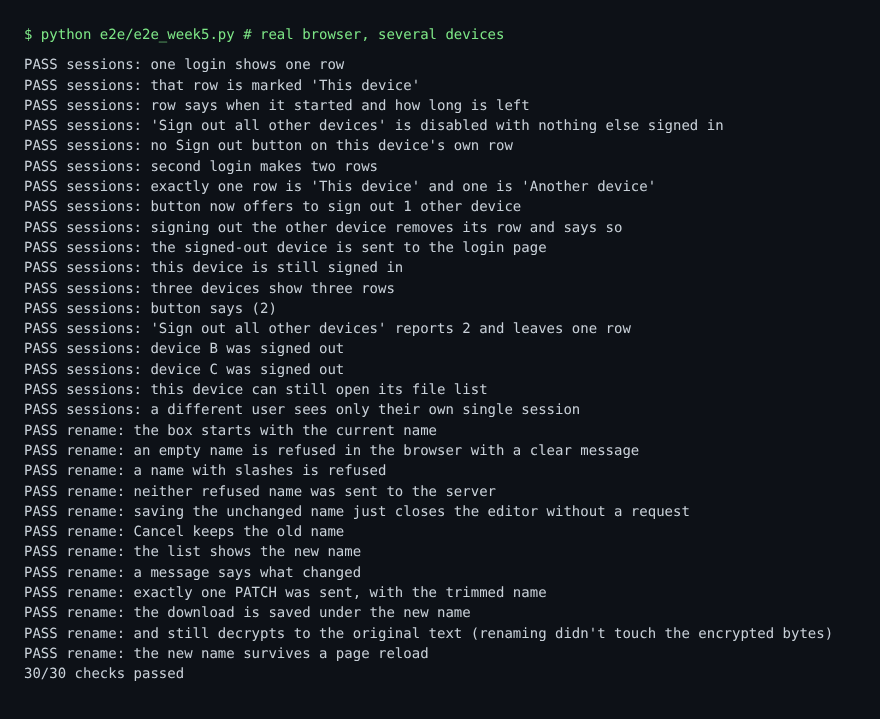 $ python e2e/e2e_week5.py # real browser, several devices
PASS sessions: one login shows one row
PASS sessions: that row is marked 'This device'
PASS sessions: row says when it started and how long is left
PASS sessions: 'Sign out all other devices' is disabled with nothing else signed in
PASS sessions: no Sign out button on this device's own row
PASS sessions: second login makes two rows
PASS sessions: exactly one row is 'This device' and one is 'Another device'
PASS sessions: button now offers to sign out 1 other device
PASS sessions: signing out the other device removes its row and says so
PASS sessions: the signed-out device is sent to the login page
PASS sessions: this device is still signed in
PASS sessions: three devices show three rows
PASS sessions: button says (2)
PASS sessions: 'Sign out all other devices' reports 2 and leaves one row
PASS sessions: device B was signed out
PASS sessions: device C was signed out
PASS sessions: this device can still open its file list
PASS sessions: a different user sees only their own single session
PASS rename: the box starts with the current name
PASS rename: an empty name is refused in the browser with a clear message
PASS rename: a name with slashes is refused
PASS rename: neither refused name was sent to the server
PASS rename: saving the unchanged name just closes the editor without a request
PASS rename: Cancel keeps the old name
PASS rename: the list shows the new name
PASS rename: a message says what changed
PASS rename: exactly one PATCH was sent, with the trimmed name
PASS rename: the download is saved under the new name
PASS rename: and still decrypts to the original text (renaming didn't touch the encrypted bytes)
PASS rename: the new name survives a page reload
30/30 checks passed